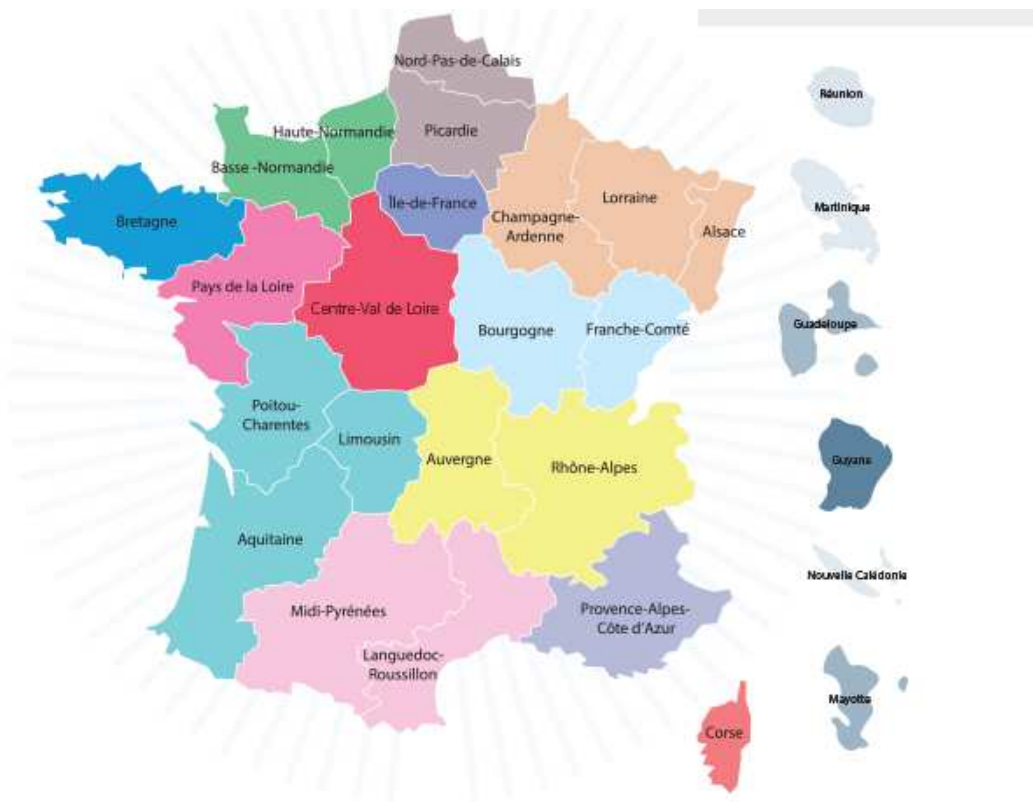 Nord-Pas-de-Calais
Haute-Normandie
Picardie
Basse -Normandie
Île-de-France
Bretagne
Champagne-
Ardenne
Lorraine
Alsace
Pays de la Loire
Centre-Val de Loire
Bourgogne
Franche-Comté
Poitou-
Charentes
Limousin
Auvergne
Rhône-Alpes
Aquitaine
Midi-Pyrénées
Languedoc-
Roussillon
Provence-Alpes-
Côte d'Azur
Corse
Réunion
Martinique
Guadeloupe
Guyane
Nouvelle Calédonie
Mayotte